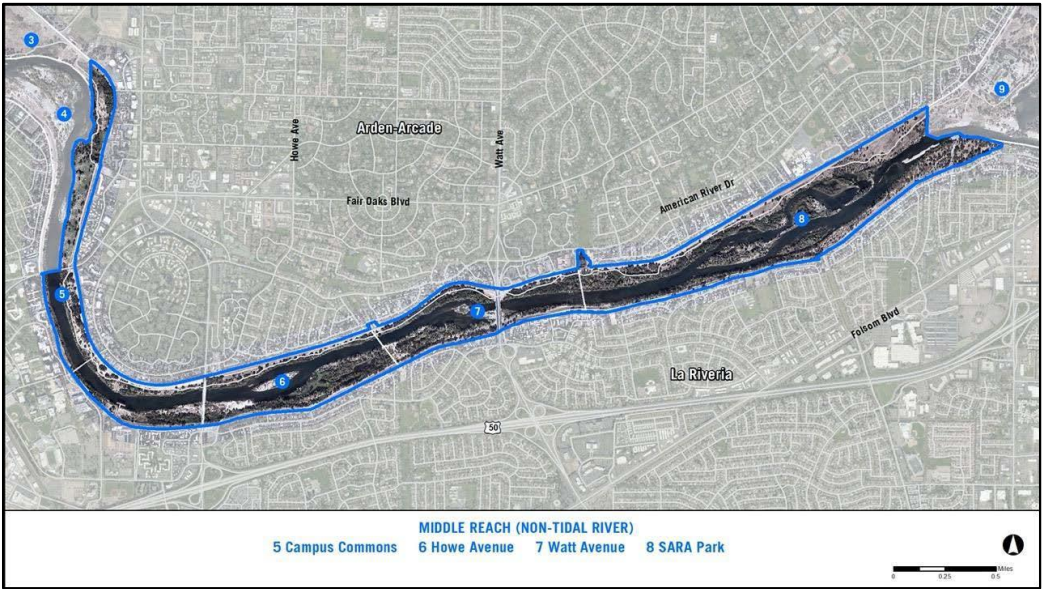 3
9
4
Howe Ave
Arden-Arcade
Watt Ave
American River Dr
Fair Oaks Blvd
8
5
7
Folsom Blvd
La Riveria
6
50
MIDDLE REACH (NON-TIDAL RIVER)
5 Campus Commons 6 Howe Avenue 7 Watt Avenue 8 SARA Park
Miles
0 0.25 0.5